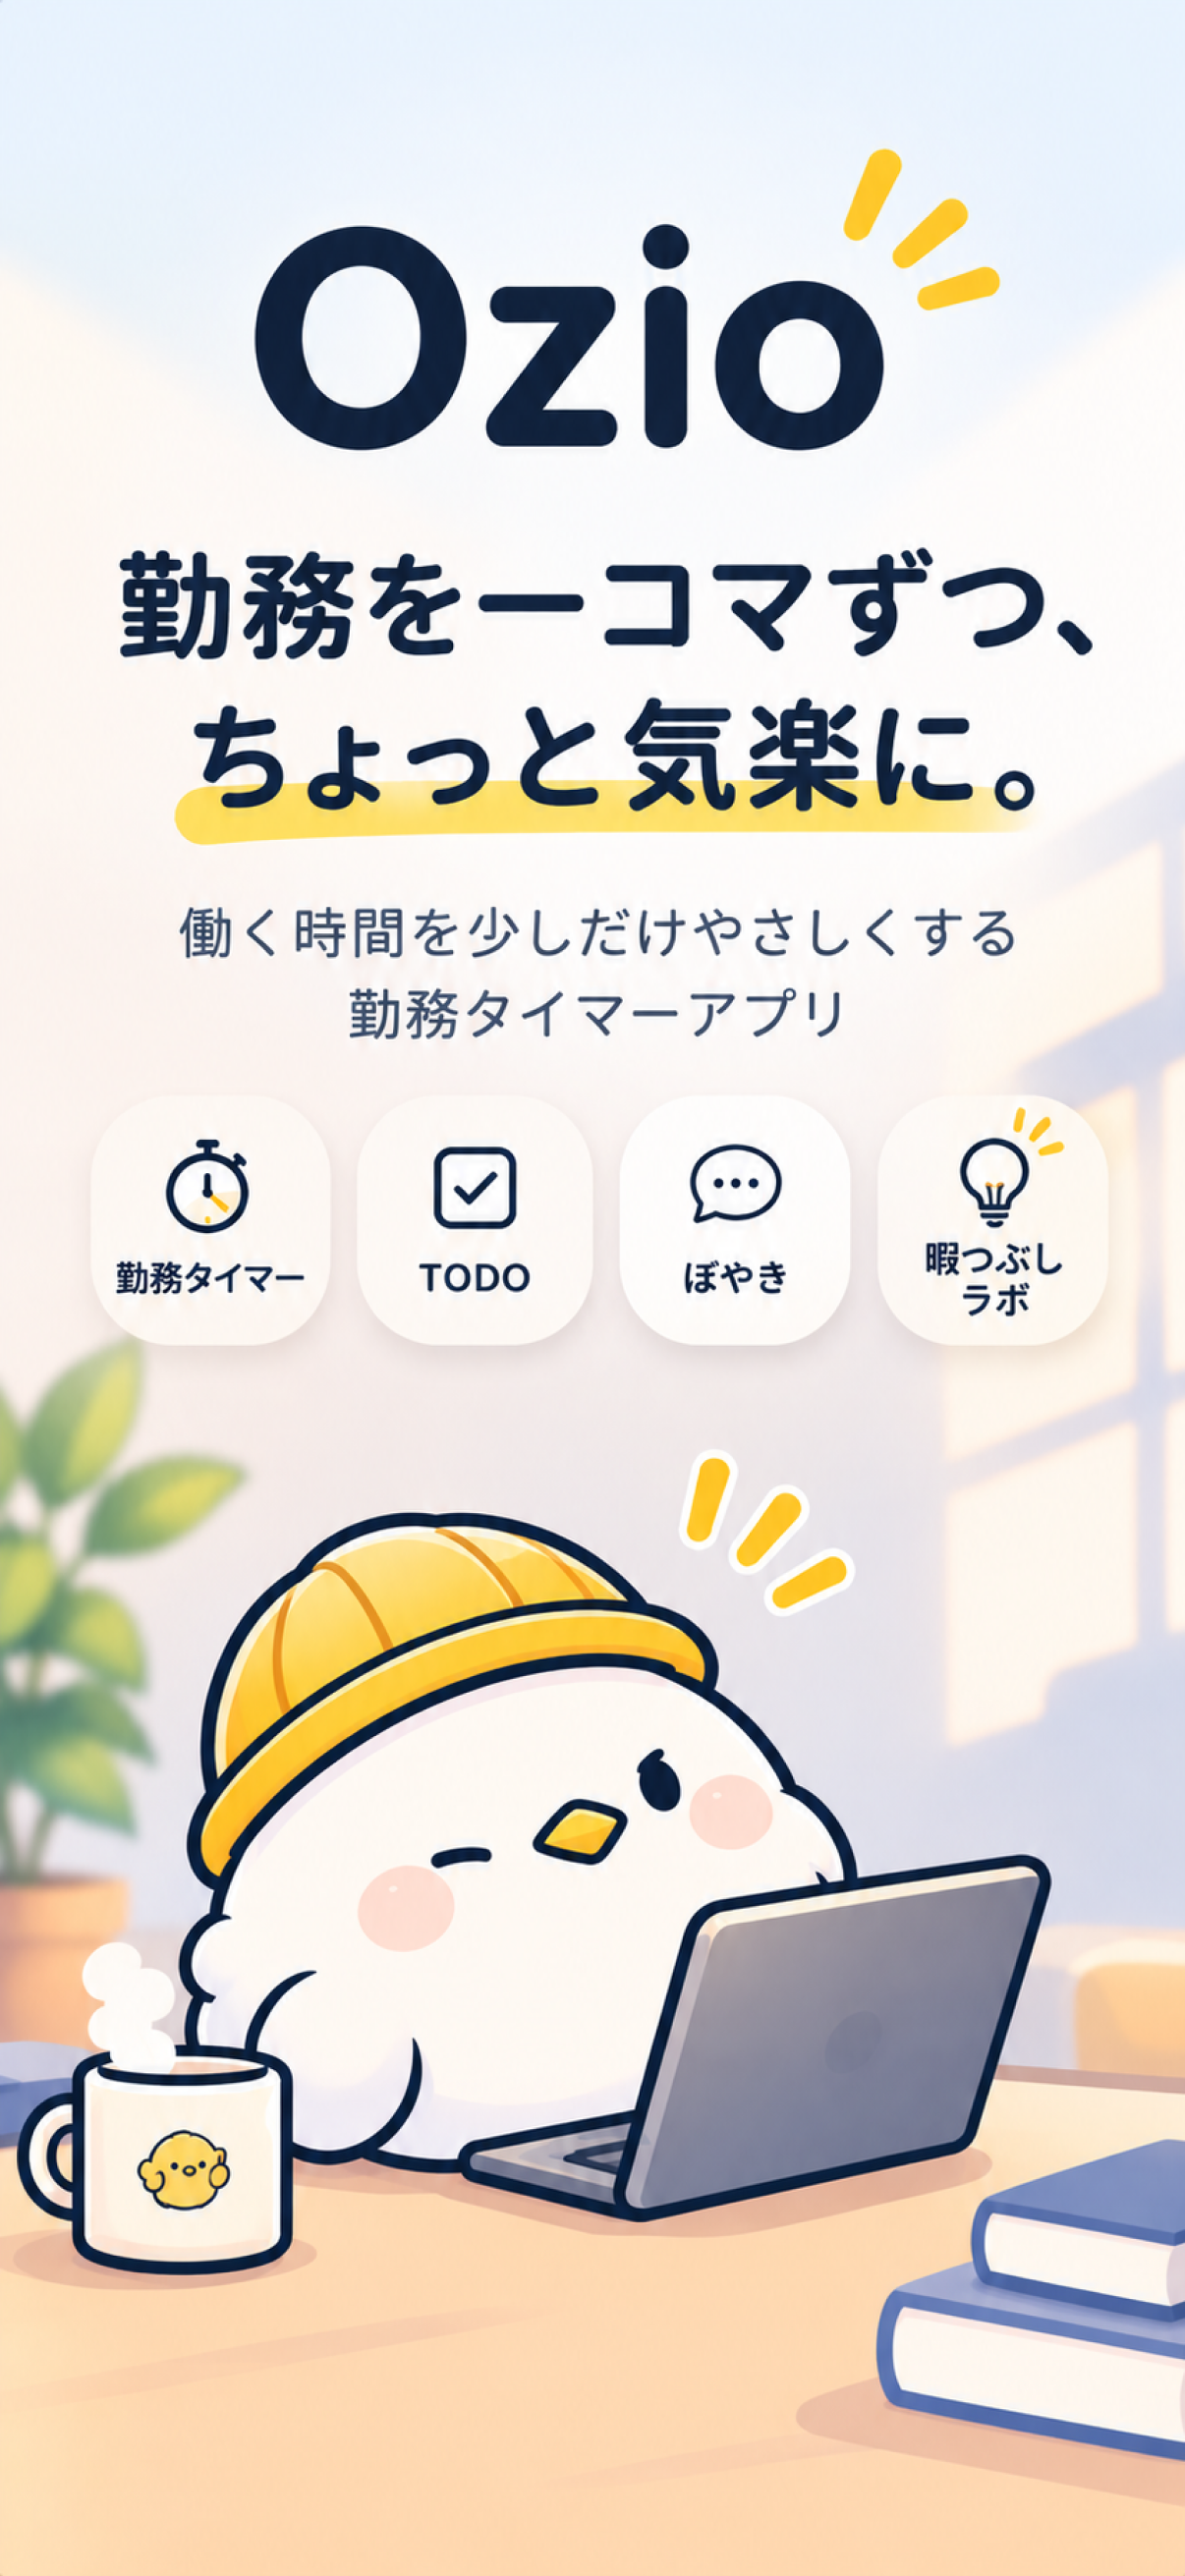 Ozio
勤務を一コマずつ、
ちょっと気楽に。
働く時間を少しだけやさしくする
勤務タイマーアプリ
勤務タイマー
TODO
ぼやき
暇つぶし
ラボ